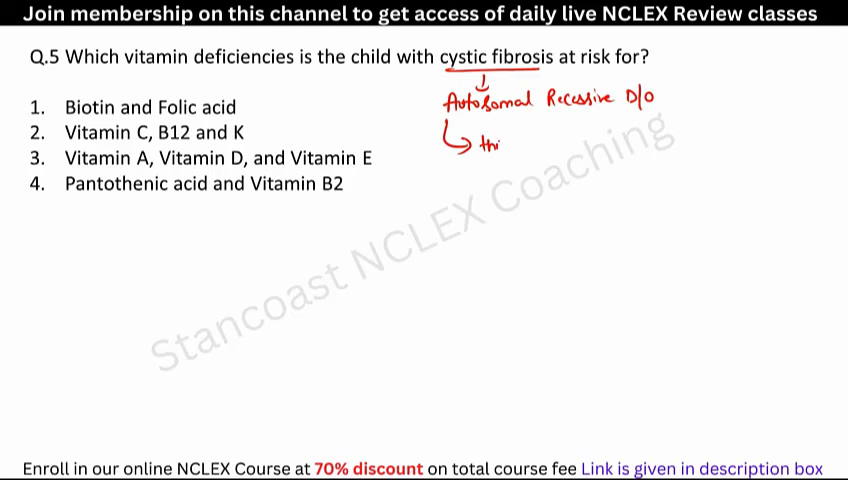 Join membership on this channel to get access of daily live NCLEX Review classes
Q.5 Which vitamin deficiencies is the child with cystic fibrosis at risk for?
Autosomal Recessive D/O
thi
1. Biotin and Folic acid
2. Vitamin C, B12 and K
3. Vitamin A, Vitamin D, and Vitamin E
4. Pantothenic acid and Vitamin B2
Stancoast NCLEX Coaching
Enroll in our online NCLEX Course at 70% discount on total course fee Link is given in description box